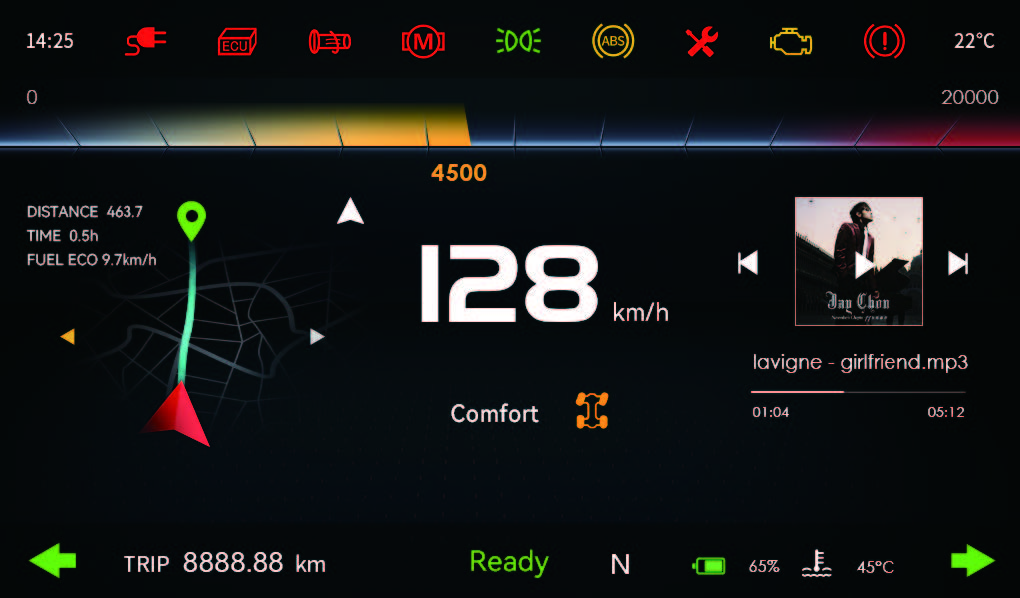 14:25
ECU
M
ABS
!
22°C
0
20000
4500
DISTANCE 463.7
TIME 0.5h
FUEL ECO 9.7km/h
128 km/h
Jay Chou
lavigne - girlfriend.mp3
01:04
05:12
Comfort
TRIP 8888.88 km
Ready
N
65%
45°C